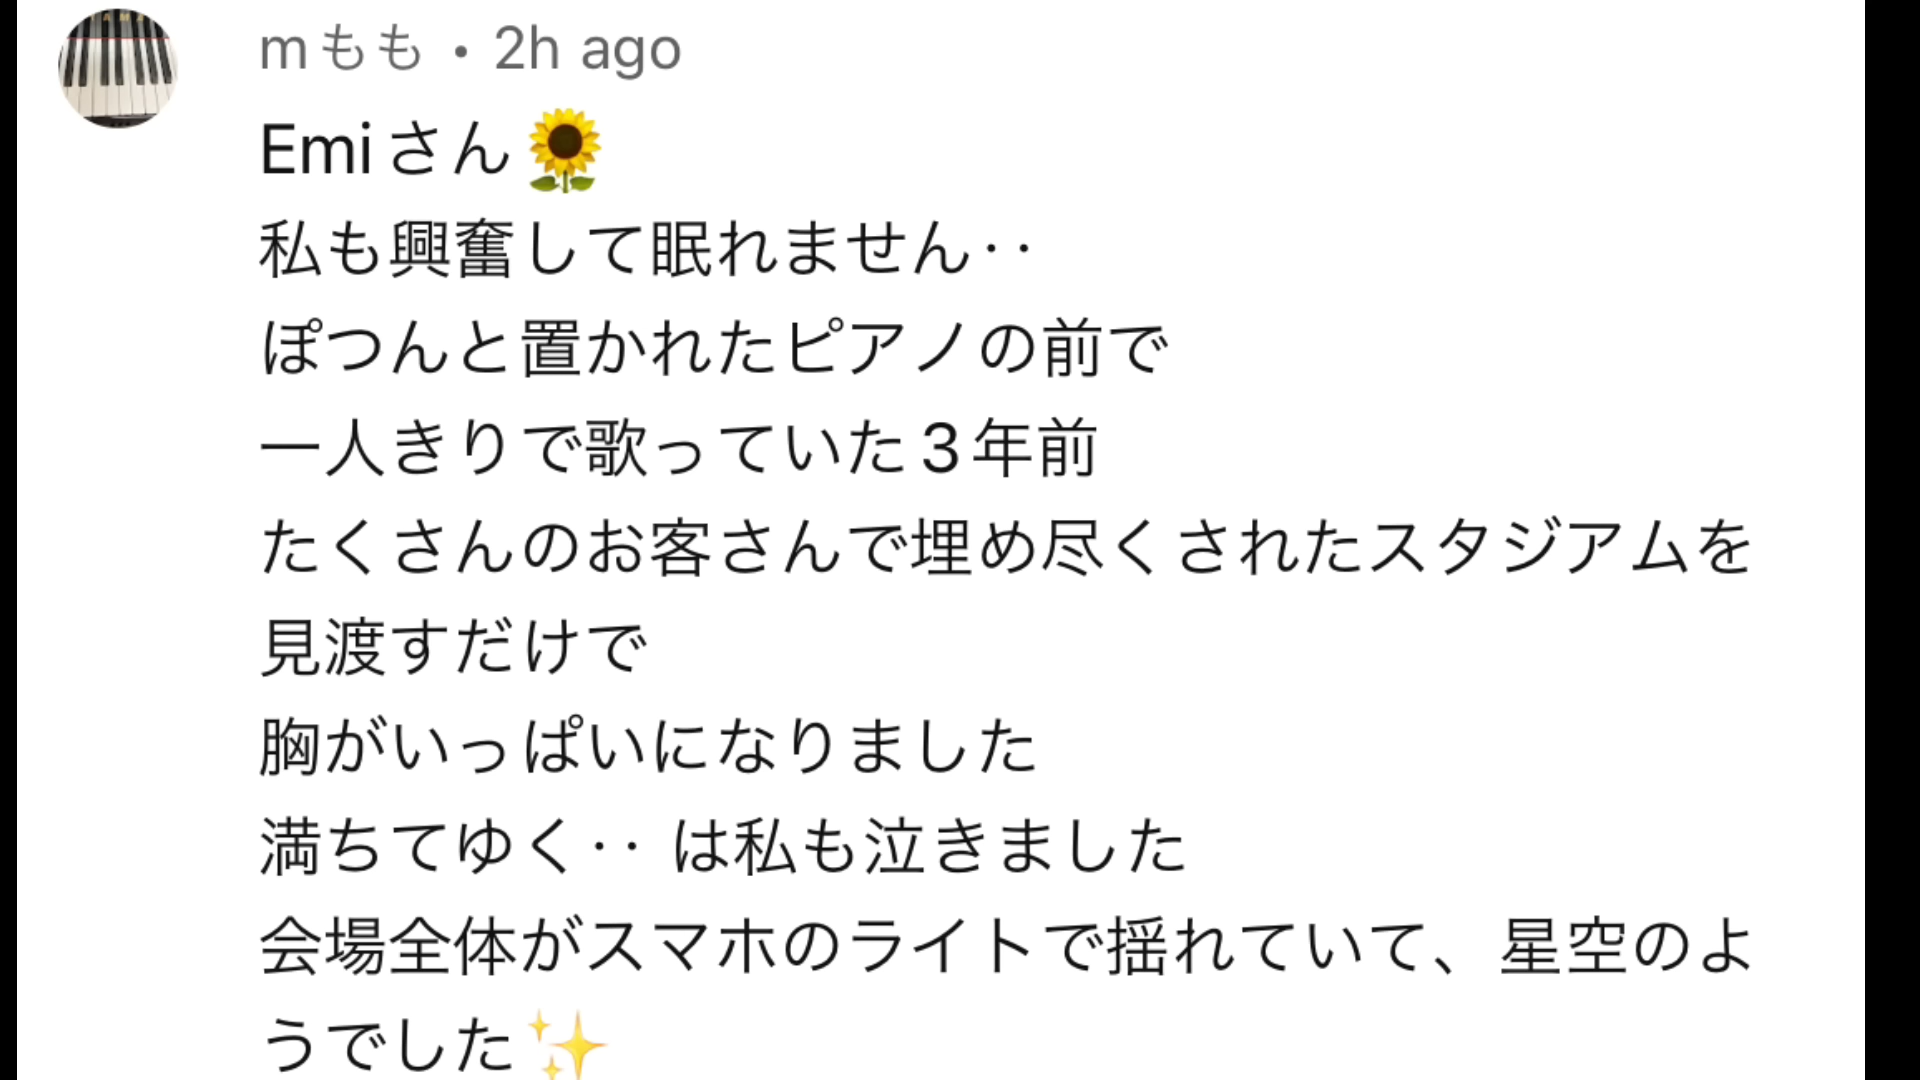 mもも • 2h ago
Emiさん🌻
私も興奮して眠れません‥
ぽつんと置かれたピアノの前で
一人きりで歌っていた3年前
たくさんのお客さんで埋め尽くされたスタジアムを
見渡すだけで
胸がいっぱいになりました
満ちてゆく‥ は私も泣きました
会場全体がスマホのライトで揺れていて、星空のよ
うでした✨